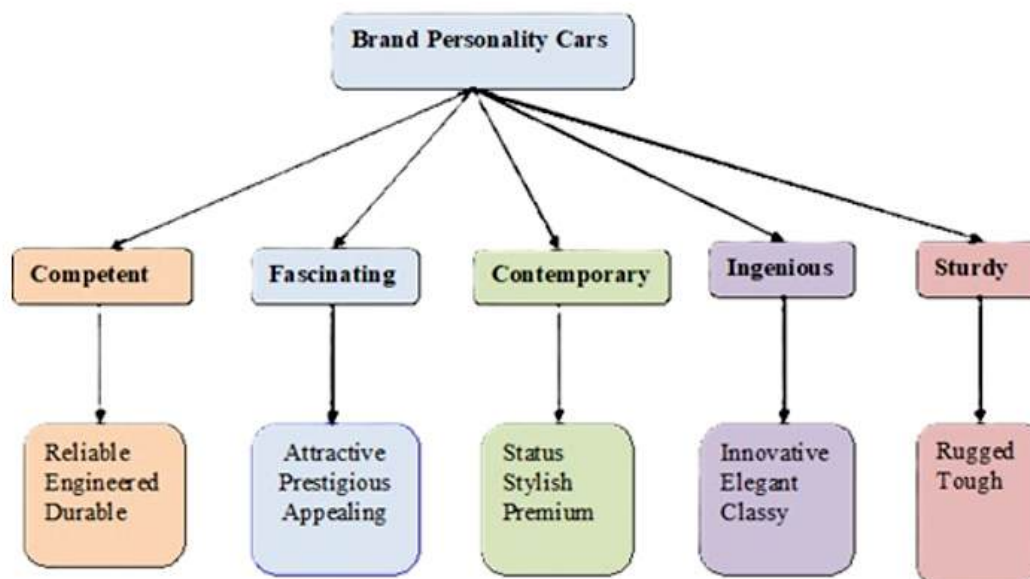 Brand Personality Cars
Competent
Fascinating
Contemporary
Ingenious
Sturdy
Reliable
Engineered
Durable
Attractive
Prestigious
Appealing
Status
Stylish
Premium
Innovative
Elegant
Classy
Rugged
Tough